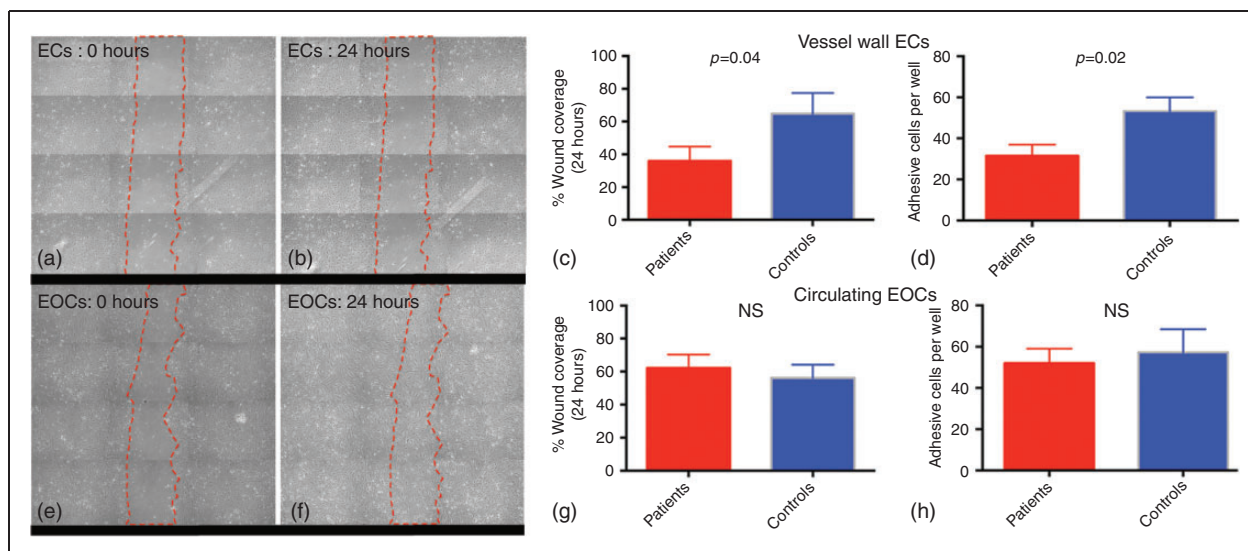 ECs : 0 hours
ECs : 24 hours
(a)
(b)
EOCs: 0 hours
EOCs: 24 hours
(e)
(f)
Vessel wall ECs
p=0.04
% Wound coverage
(24 hours)
100
80
60
40
20
0
Patients
Controls
(c)
p=0.02
Adhesive cells per well
80
60
40
20
0
Patients
Controls
(d)
Circulating EOCs
NS
% Wound coverage
(24 hours)
100
80
60
40
20
0
Patients
Controls
(g)
NS
Adhesive cells per well
80
60
40
20
0
Patients
Controls
(h)